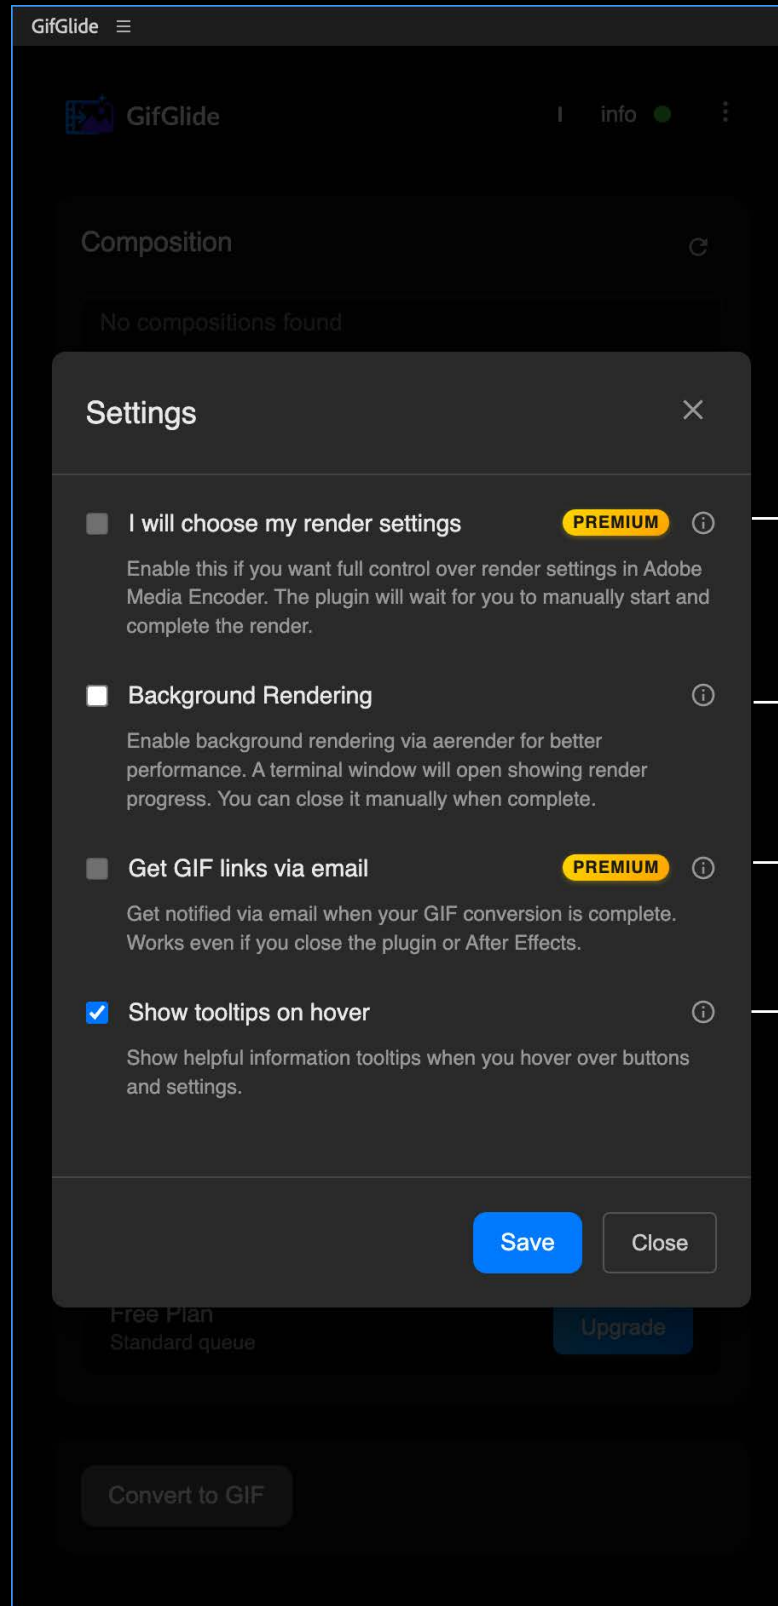 GifGlide
GifGlide
info
Composition
No compositions found
Settings
I will choose my render settings PREMIUM
Enable this if you want full control over render settings in Adobe
Media Encoder. The plugin will wait for you to manually start and
complete the render.
Background Rendering
Enable background rendering via aerender for better
performance. A terminal window will open showing render
progress. You can close it manually when complete.
Get GIF links via email PREMIUM
Get notified via email when your GIF conversion is complete.
Works even if you close the plugin or After Effects.
Show tooltips on hover
Show helpful information tooltips when you hover over buttons
and settings.
Save Close
Free Plan
Standard queue
Upgrade
Convert to GIF